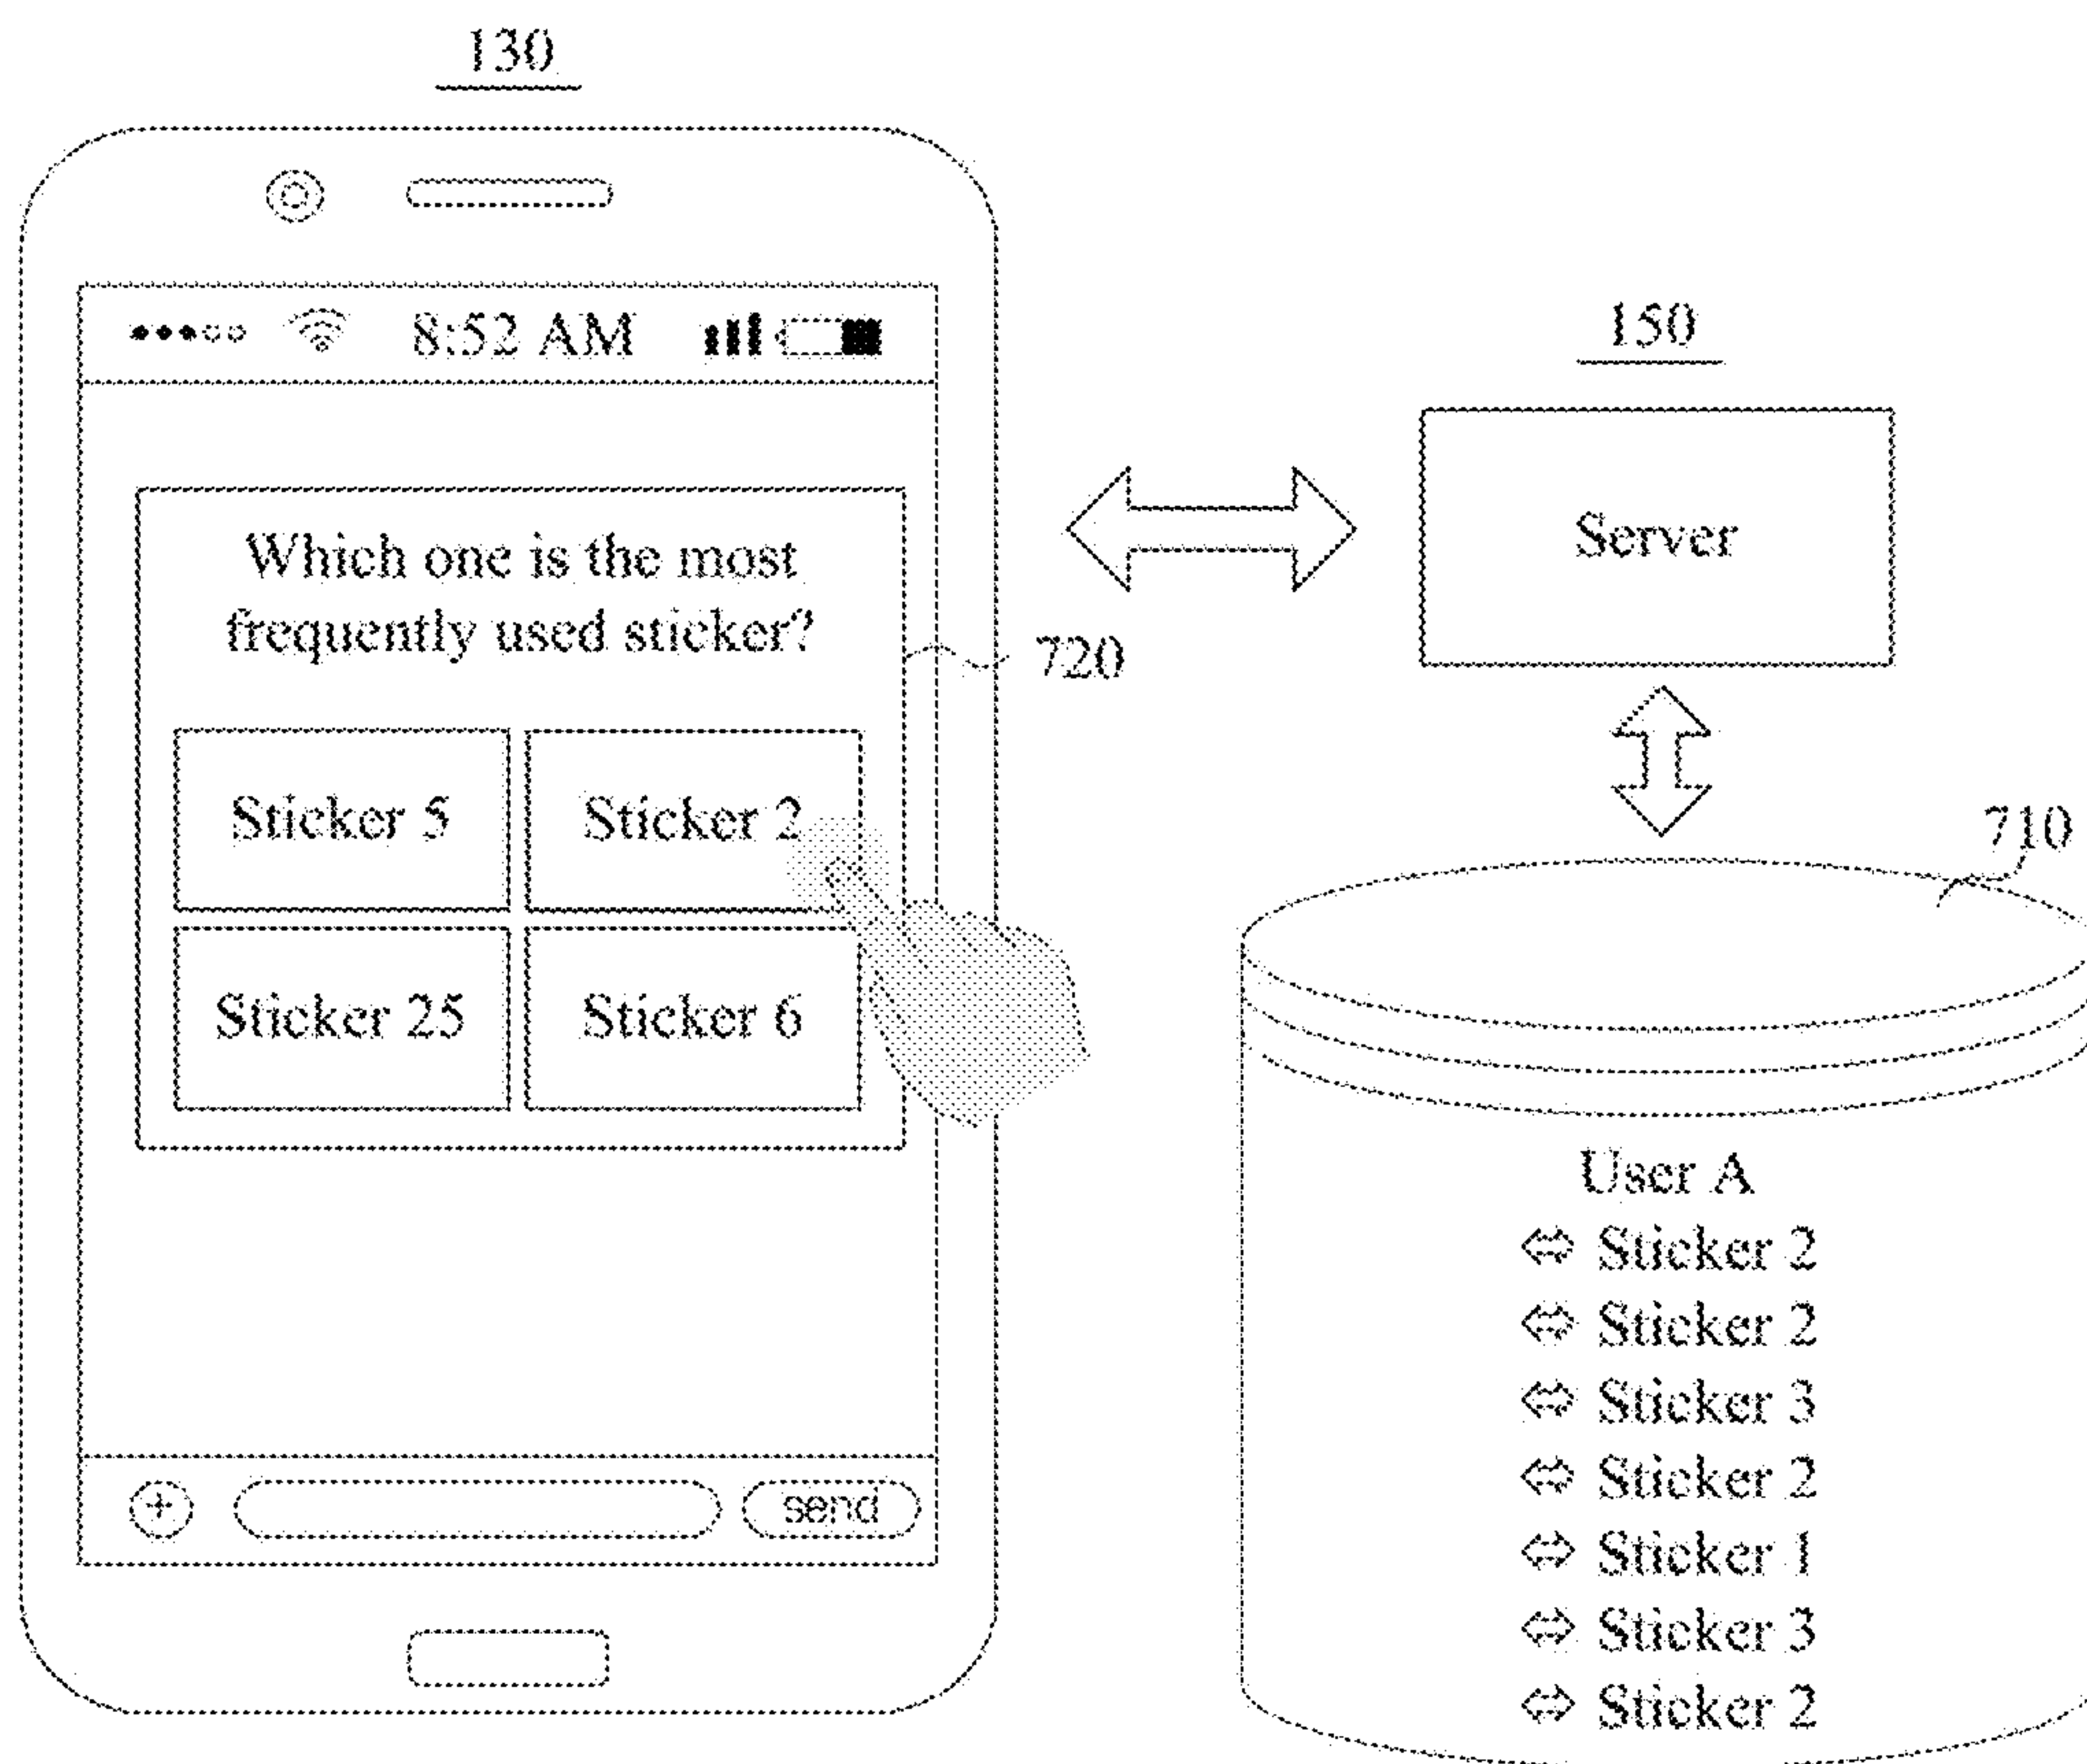 130
8:52 AM
Which one is the most
frequently used sticker?
720
Sticker 5
Sticker 2
Sticker 25
Sticker 6
+
send
150
Server
710
User A
⇔ Sticker 2
⇔ Sticker 2
⇔ Sticker 3
⇔ Sticker 2
⇔ Sticker 1
⇔ Sticker 3
⇔ Sticker 2